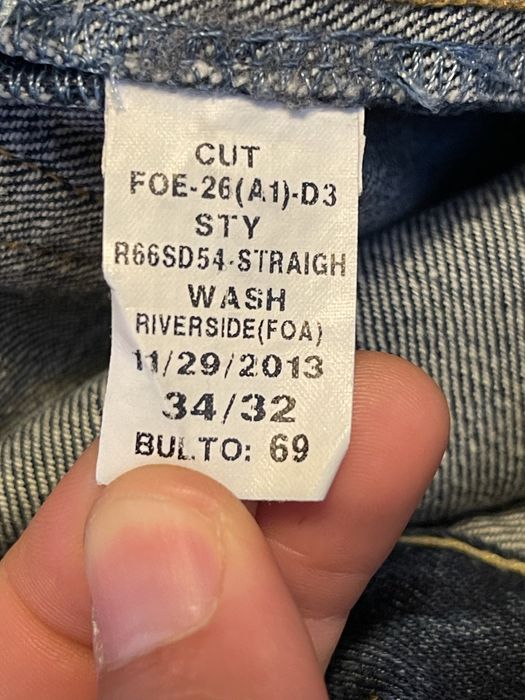 CUT
FOE-26(A1)-D3
STY
R66SD54-STRAIGH
WASH
RIVERSIDE(FOA)
11/29/2013
34/32
BULTO: 69